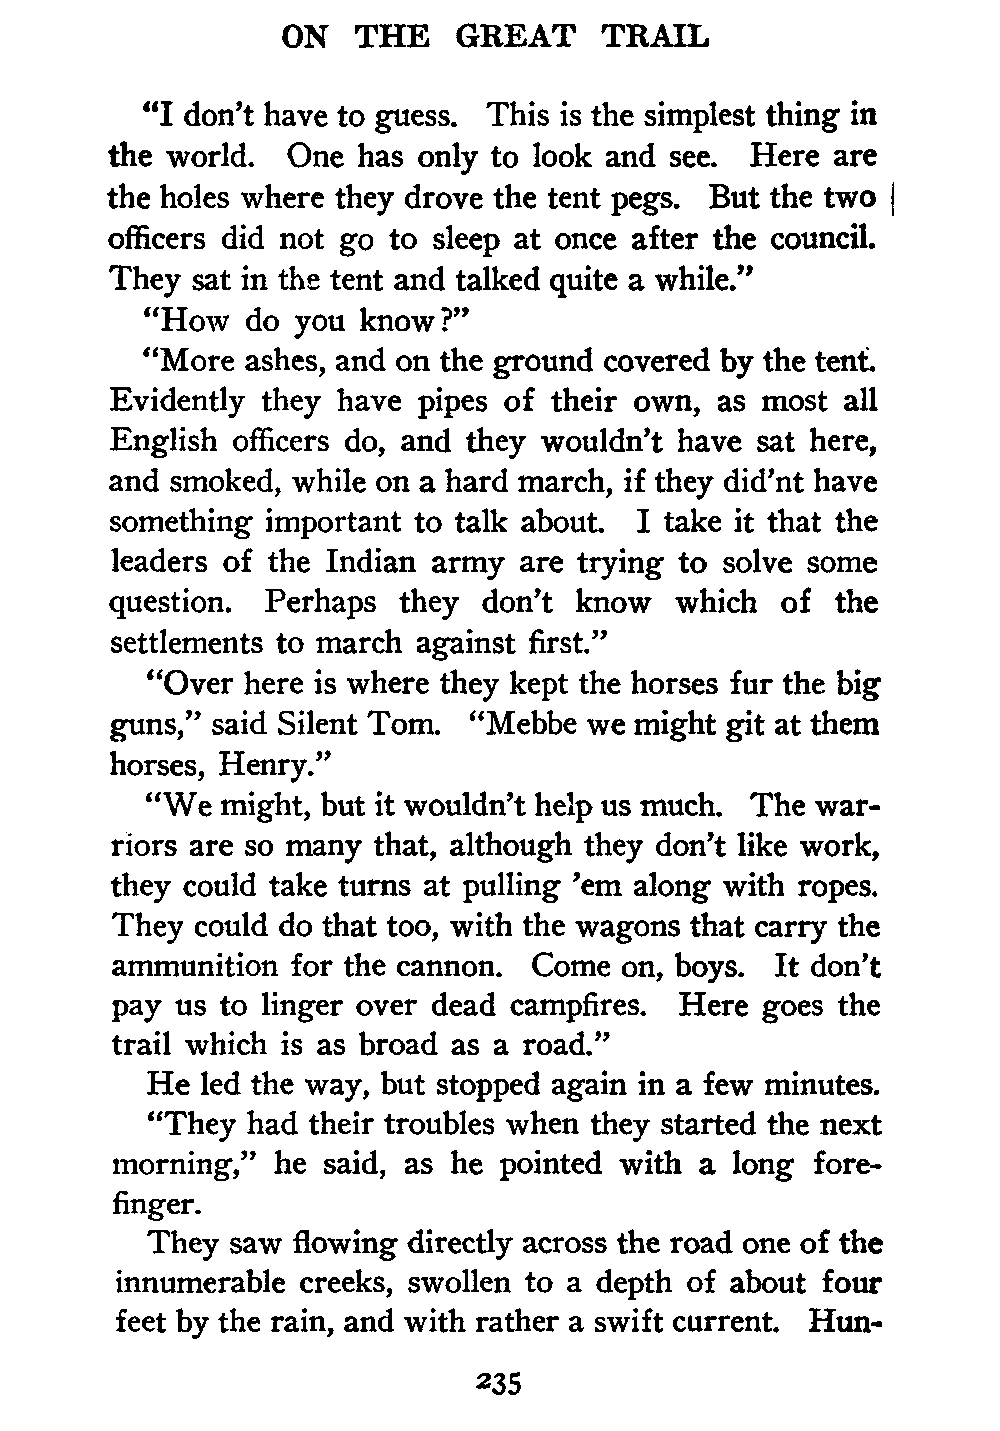 ON THE GREAT TRAIL
“I don’t have to guess. This is the simplest thing in
the world. One has only to look and see. Here are
the holes where they drove the tent pegs. But the two
officers did not go to sleep at once after the council.
They sat in the tent and talked quite a while.”
“How do you know?”
“More ashes, and on the ground covered by the tent.
Evidently they have pipes of their own, as most all
English officers do, and they wouldn’t have sat here,
and smoked, while on a hard march, if they did’nt have
something important to talk about. I take it that the
leaders of the Indian army are trying to solve some
question. Perhaps they don’t know which of the
settlements to march against first.”
“Over here is where they kept the horses fur the big
guns,” said Silent Tom. “Mebbe we might git at them
horses, Henry.”
“We might, but it wouldn’t help us much. The war-
riors are so many that, although they don’t like work,
they could take turns at pulling ’em along with ropes.
They could do that too, with the wagons that carry the
ammunition for the cannon. Come on, boys. It don’t
pay us to linger over dead campfires. Here goes the
trail which is as broad as a road.”
He led the way, but stopped again in a few minutes.
“They had their troubles when they started the next
morning,” he said, as he pointed with a long fore-
finger.
They saw flowing directly across the road one of the
innumerable creeks, swollen to a depth of about four
feet by the rain, and with rather a swift current. Hun-
235